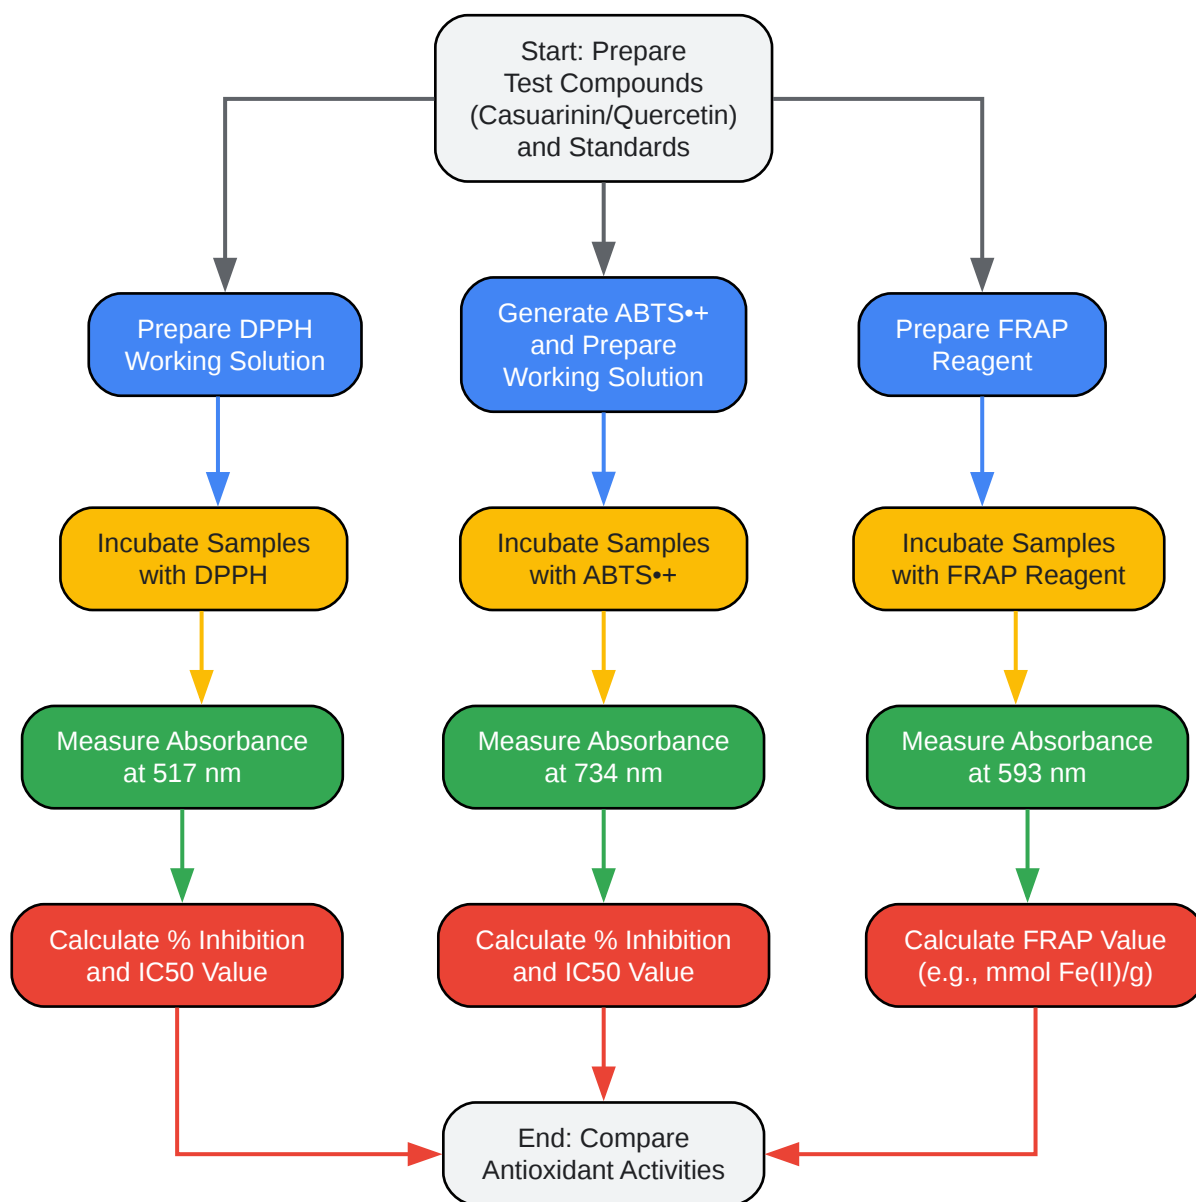 Start: Prepare
Test Compounds
(Casuarinin/Quercetin)
and Standards
Prepare DPPH
Working Solution
Generate ABTS•+
and Prepare
Working Solution
Prepare FRAP
Reagent
Incubate Samples
with DPPH
Incubate Samples
with ABTS•+
Incubate Samples
with FRAP Reagent
Measure Absorbance
at 517 nm
Measure Absorbance
at 734 nm
Measure Absorbance
at 593 nm
Calculate % Inhibition
and IC50 Value
Calculate % Inhibition
and IC50 Value
Calculate FRAP Value
(e.g., mmol Fe(II)/g)
End: Compare
Antioxidant Activities